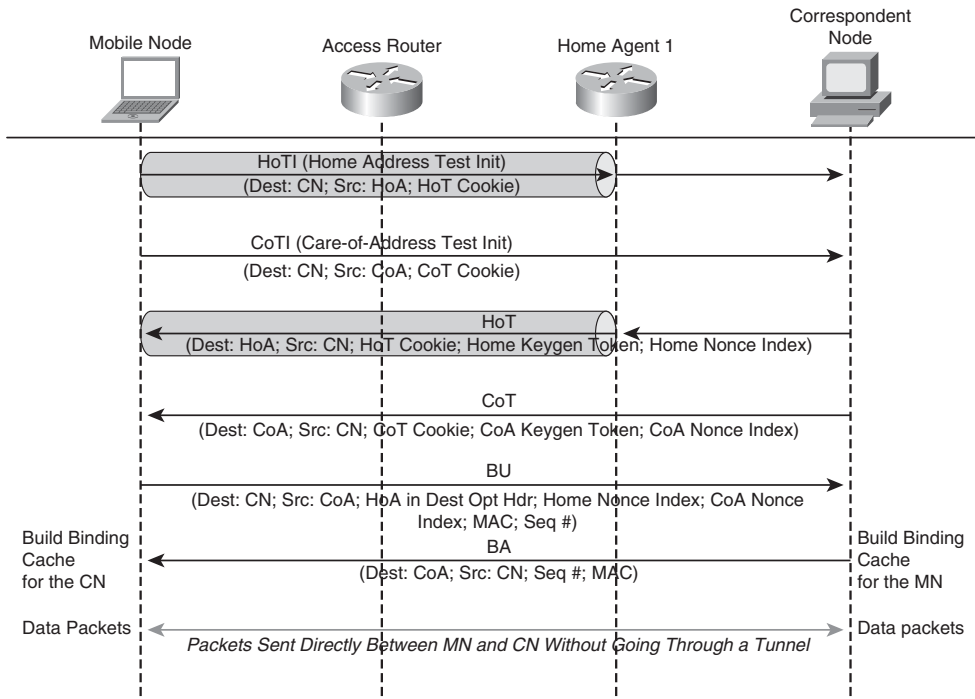 Correspondent
Node
Mobile Node
Access Router
Home Agent 1
HoTI (Home Address Test Init)
(Dest: CN; Src: HoA; HoT Cookie)
CoTI (Care-of-Address Test Init)
(Dest: CN; Src: CoA; CoT Cookie)
HoT
(Dest: HoA; Src: CN; HoT Cookie; Home Keygen Token; Home Nonce Index)
CoT
(Dest: CoA; Src: CN; CoT Cookie; CoA Keygen Token; CoA Nonce Index)
BU
(Dest: CN; Src: CoA; HoA in Dest Opt Hdr; Home Nonce Index; CoA Nonce
Index; MAC; Seq #)
Build Binding
Cache
for the CN
BA
(Dest: CoA; Src: CN; Seq #; MAC)
Build Binding
Cache
for the MN
Data Packets
Packets Sent Directly Between MN and CN Without Going Through a Tunnel
Data packets